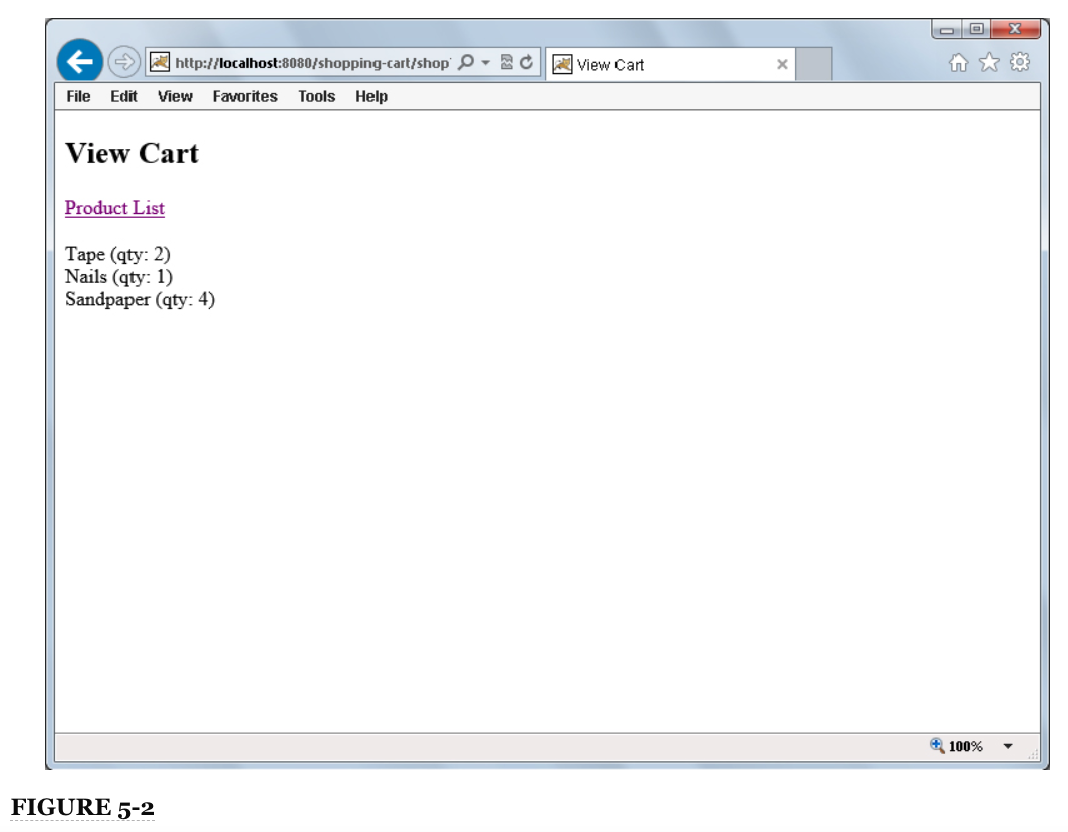 http://localhost:8080/shopping-cart/shop
View Cart
File Edit View Favorites Tools Help
View Cart
Product List
Tape (qty: 2)
Nails (qty: 1)
Sandpaper (qty: 4)
100%
FIGURE 5-2